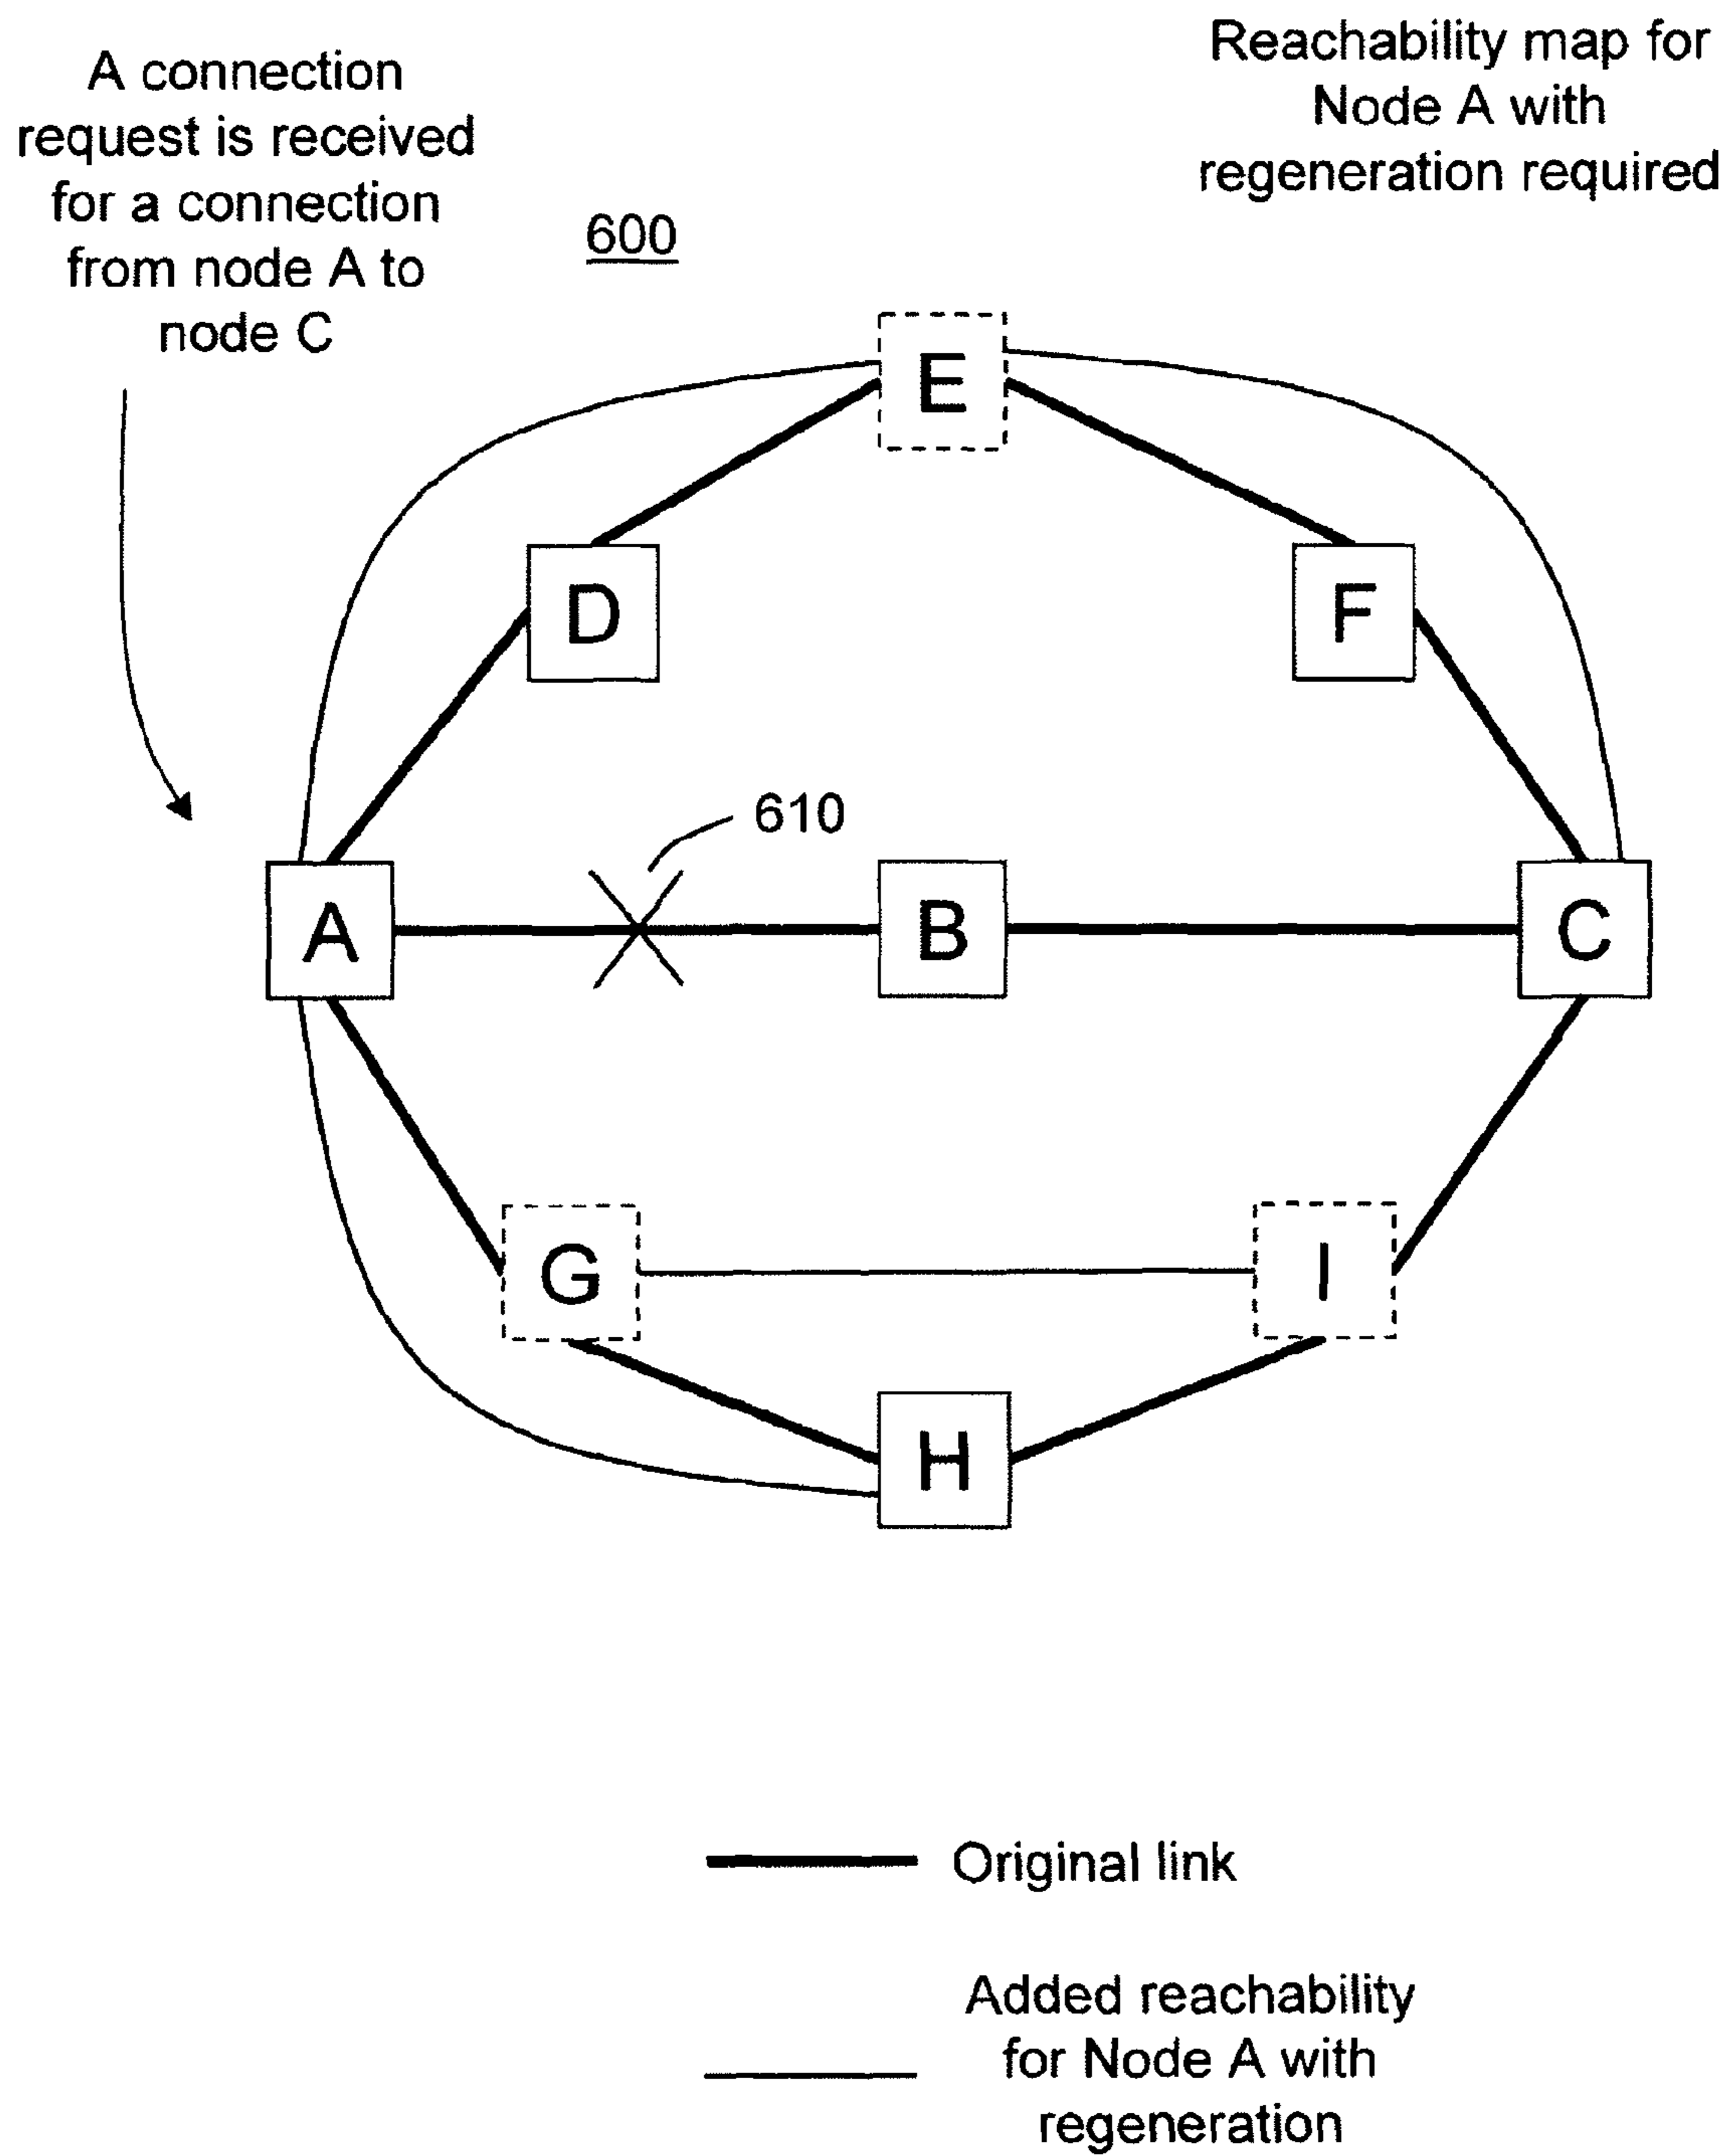 A connection
request is received
for a connection
from node A to
node C
Reachability map for
Node A with
regeneration required
600
E
D
F
610
A
B
C
G
I
H
Original link
Added reachability
for Node A with
regeneration